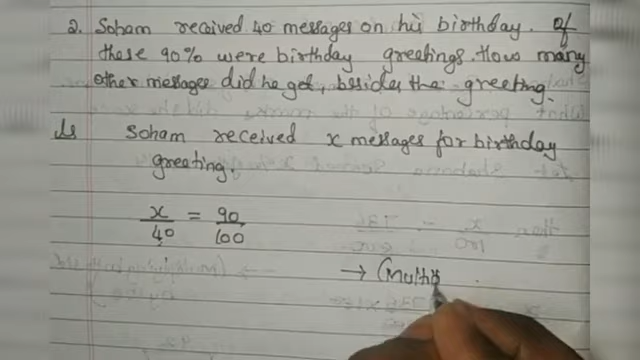 2. Soham received 40 messages on his birthday. Of
these 90% were birthday greetings. How many
other messages did he get, besides the greeting.
Soham received x messages for birthday
greeting.
x/40 = 90/100
→ (Multip